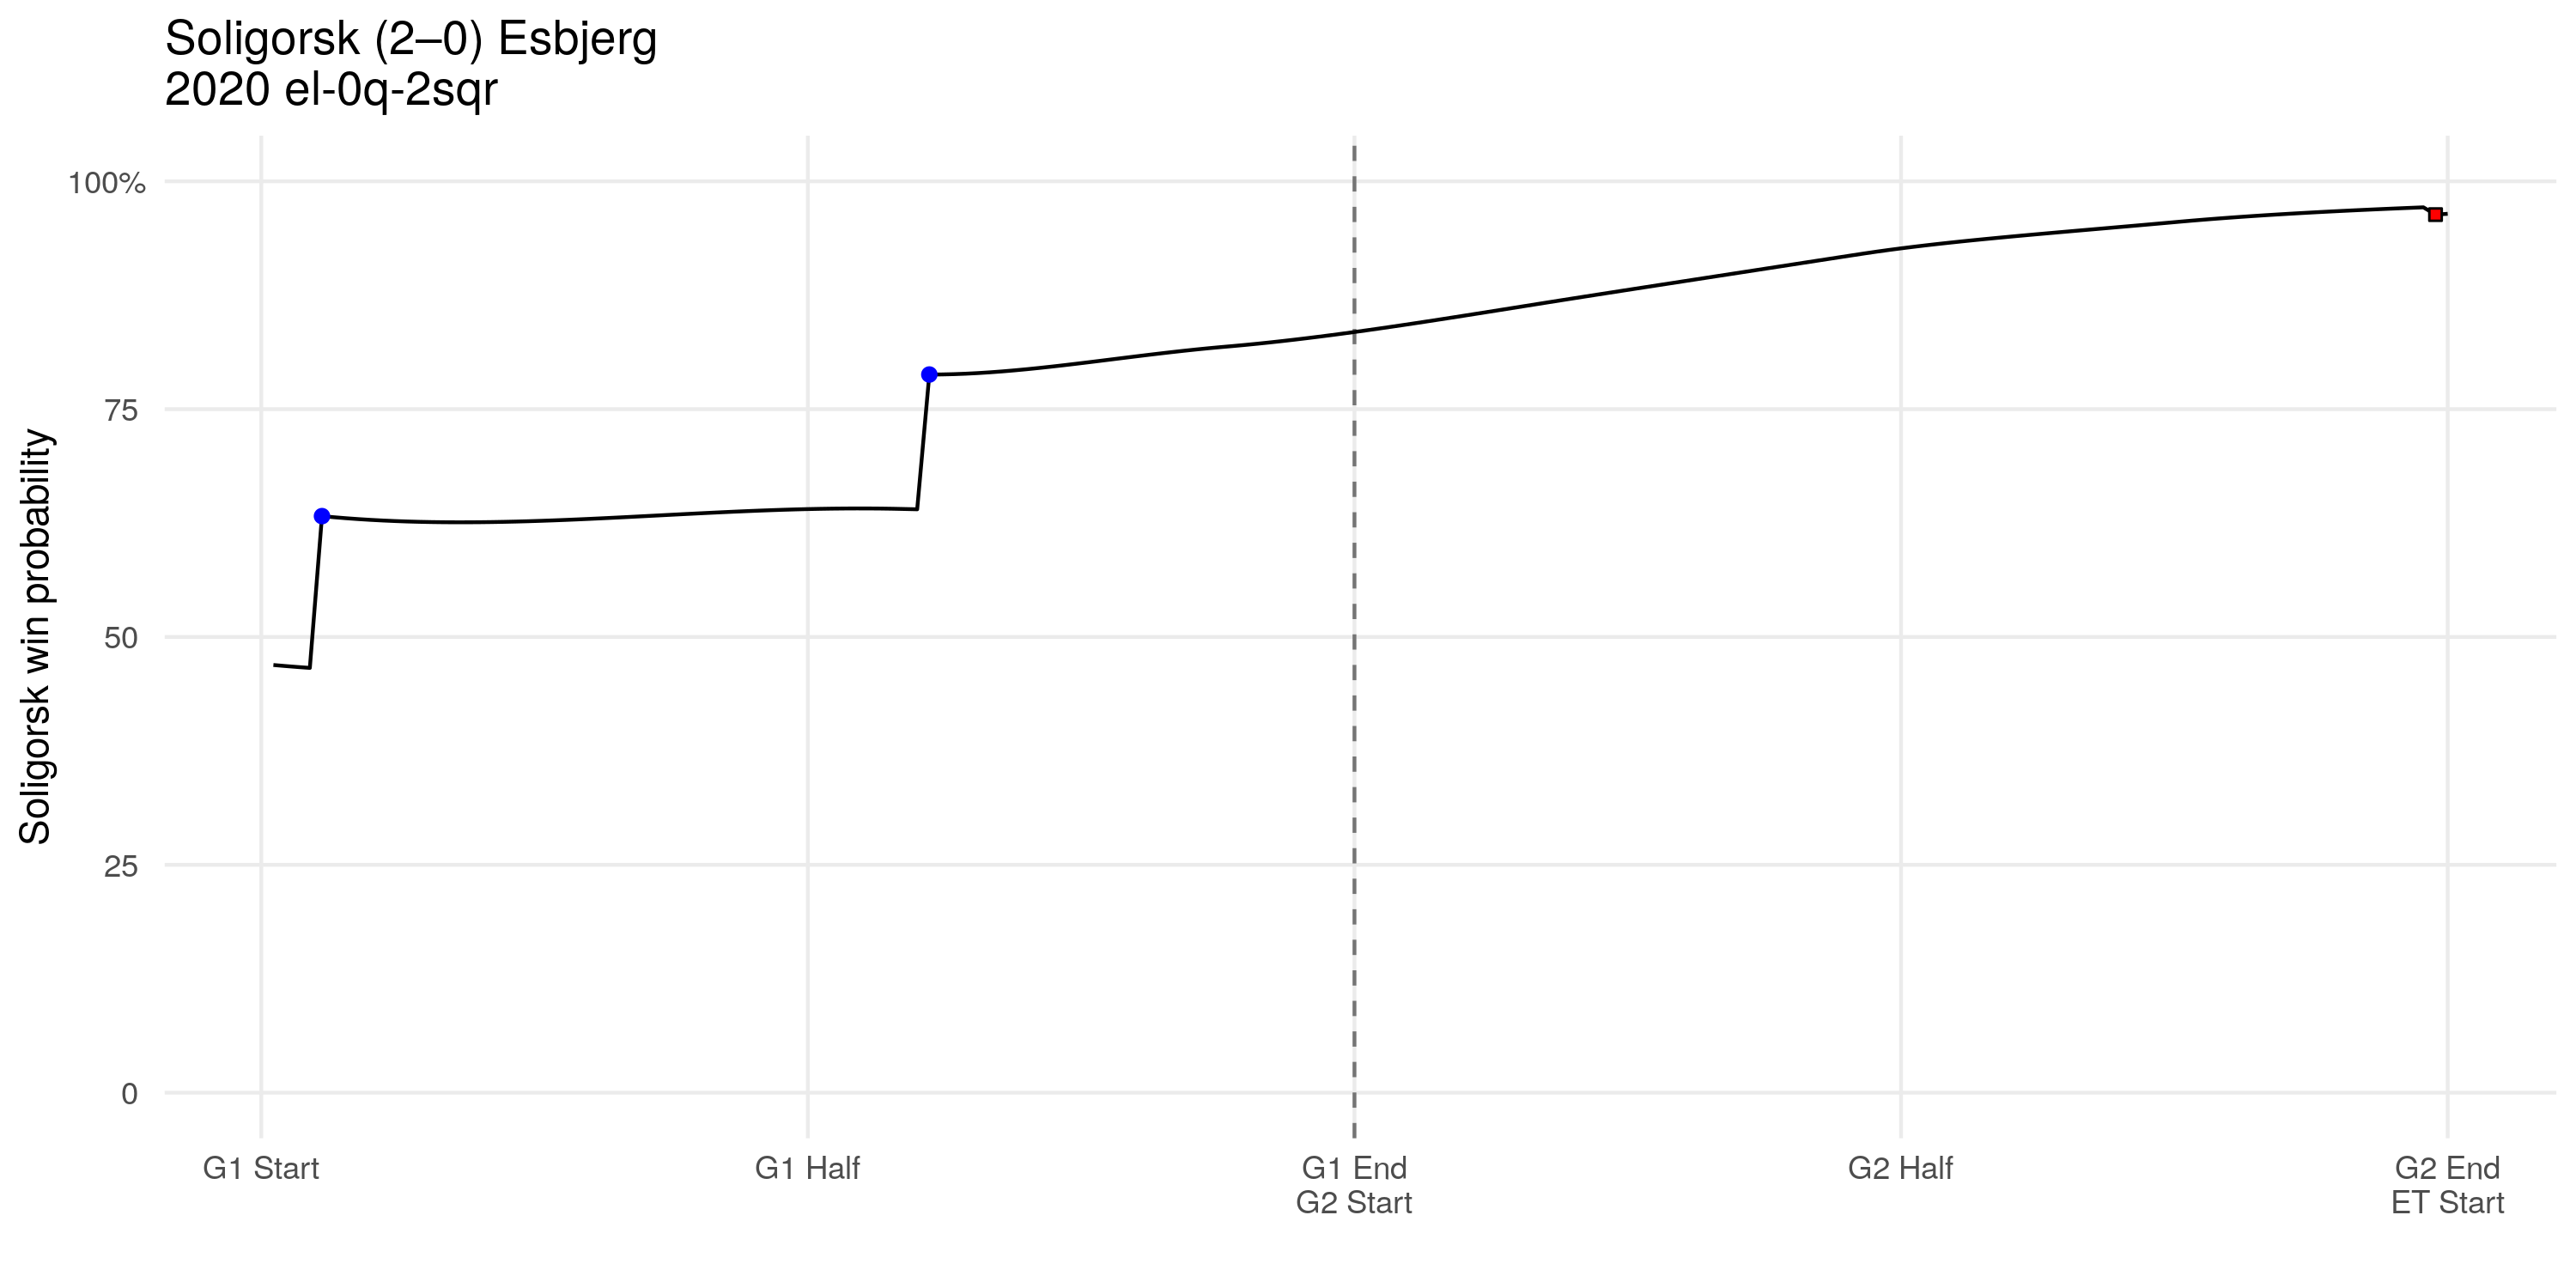 Soligorsk (2–0) Esbjerg
2020 el-0q-2sqr
Soligorsk win probability
100%
75
50
25
0
G1 Start
G1 Half
G1 End
G2 Start
G2 Half
G2 End
ET Start